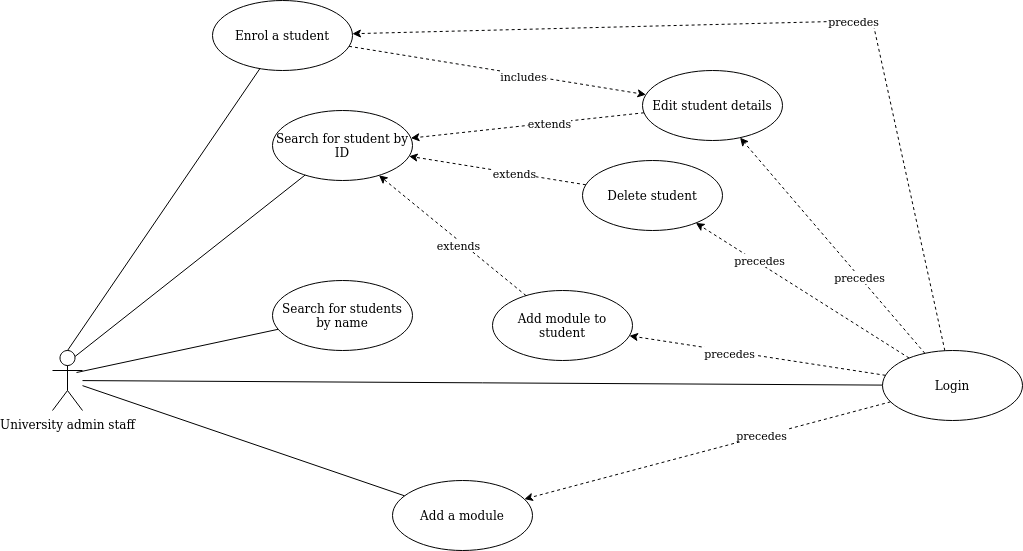 Enrol a student
precedes
includes
Edit student details
extends
Search for student by
ID
extends
Delete student
extends
precedes
precedes
Search for students
by name
Add module to
student
precedes
Login
University admin staff
precedes
Add a module